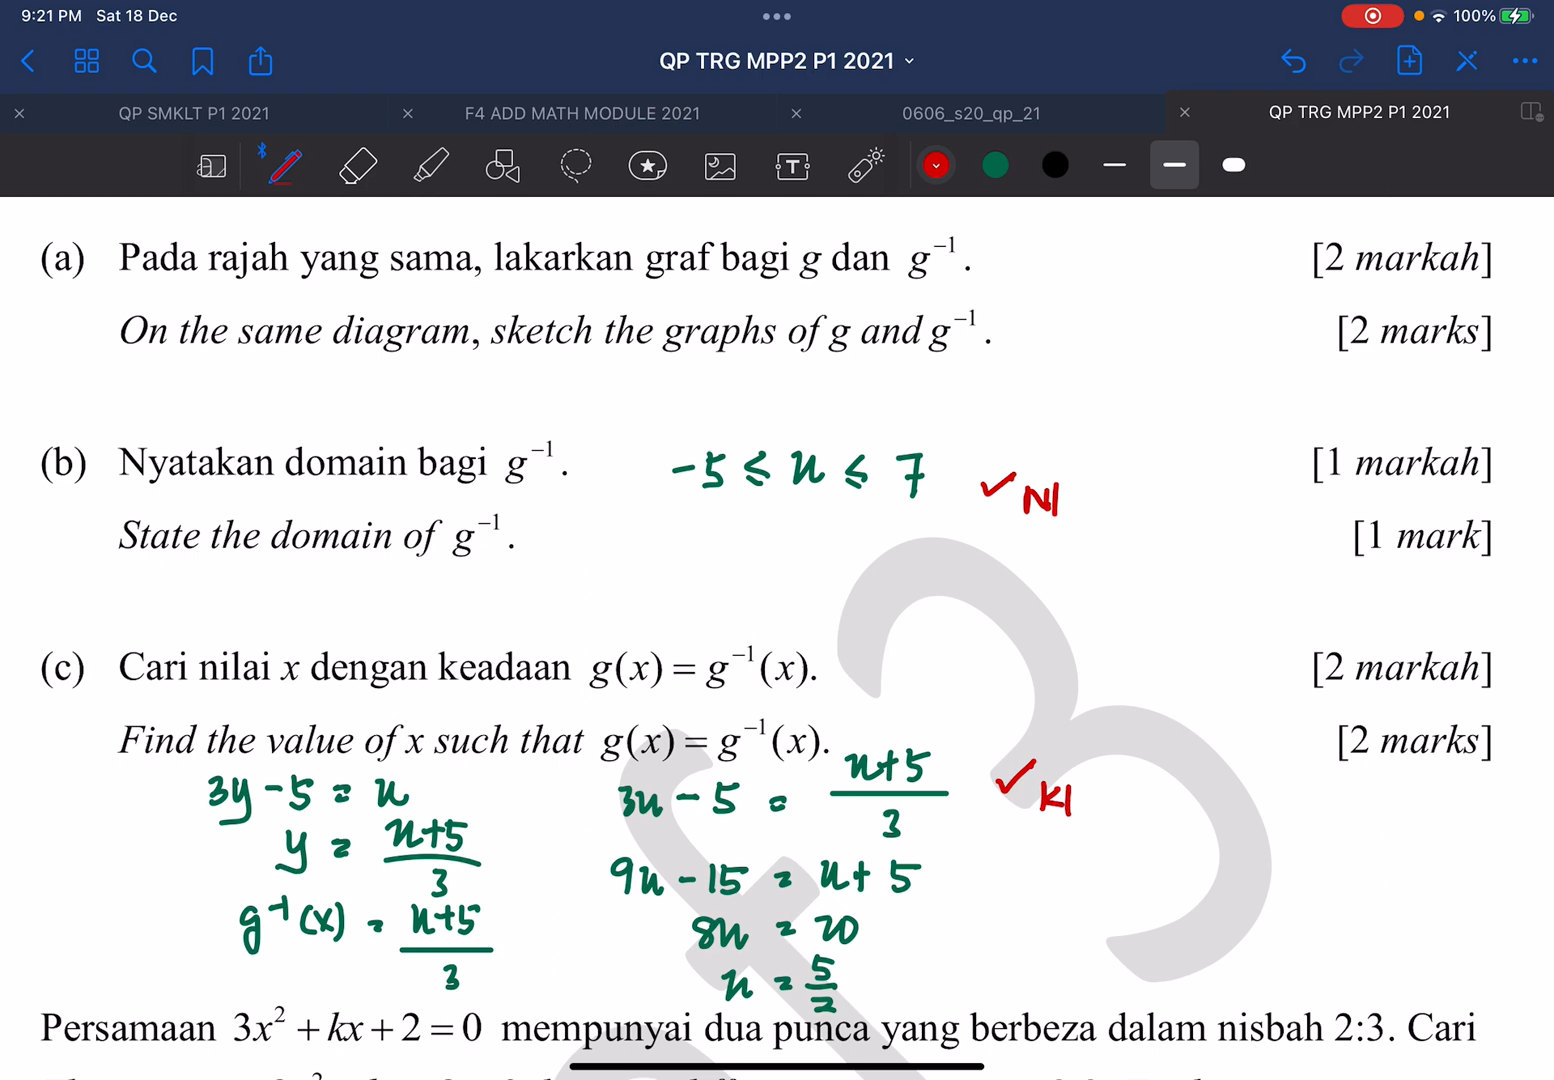 9:21 PM Sat 18 Dec
100%
QP TRG MPP2 P1 2021
QP SMKLT P1 2021
F4 ADD MATH MODULE 2021
0606_s20_qp_21
QP TRG MPP2 P1 2021
(a) Pada rajah yang sama, lakarkan graf bagi g dan g⁻¹. [2 markah]
On the same diagram, sketch the graphs of g and g⁻¹. [2 marks]
(b) Nyatakan domain bagi g⁻¹. -5 ≤ x ≤ 7 ✓ N1 [1 markah]
State the domain of g⁻¹. [1 mark]
(c) Cari nilai x dengan keadaan g(x) = g⁻¹(x). [2 markah]
Find the value of x such that g(x) = g⁻¹(x). [2 marks]
3y - 5 = x
y = (x+5)/3
g⁻¹(x) = (x+5)/3
3x - 5 = (x+5)/3 ✓ K1
9x - 15 = x + 5
8x = 20
x = 5/2
Persamaan 3x² + kx + 2 = 0 mempunyai dua punca yang berbeza dalam nisbah 2:3. Cari